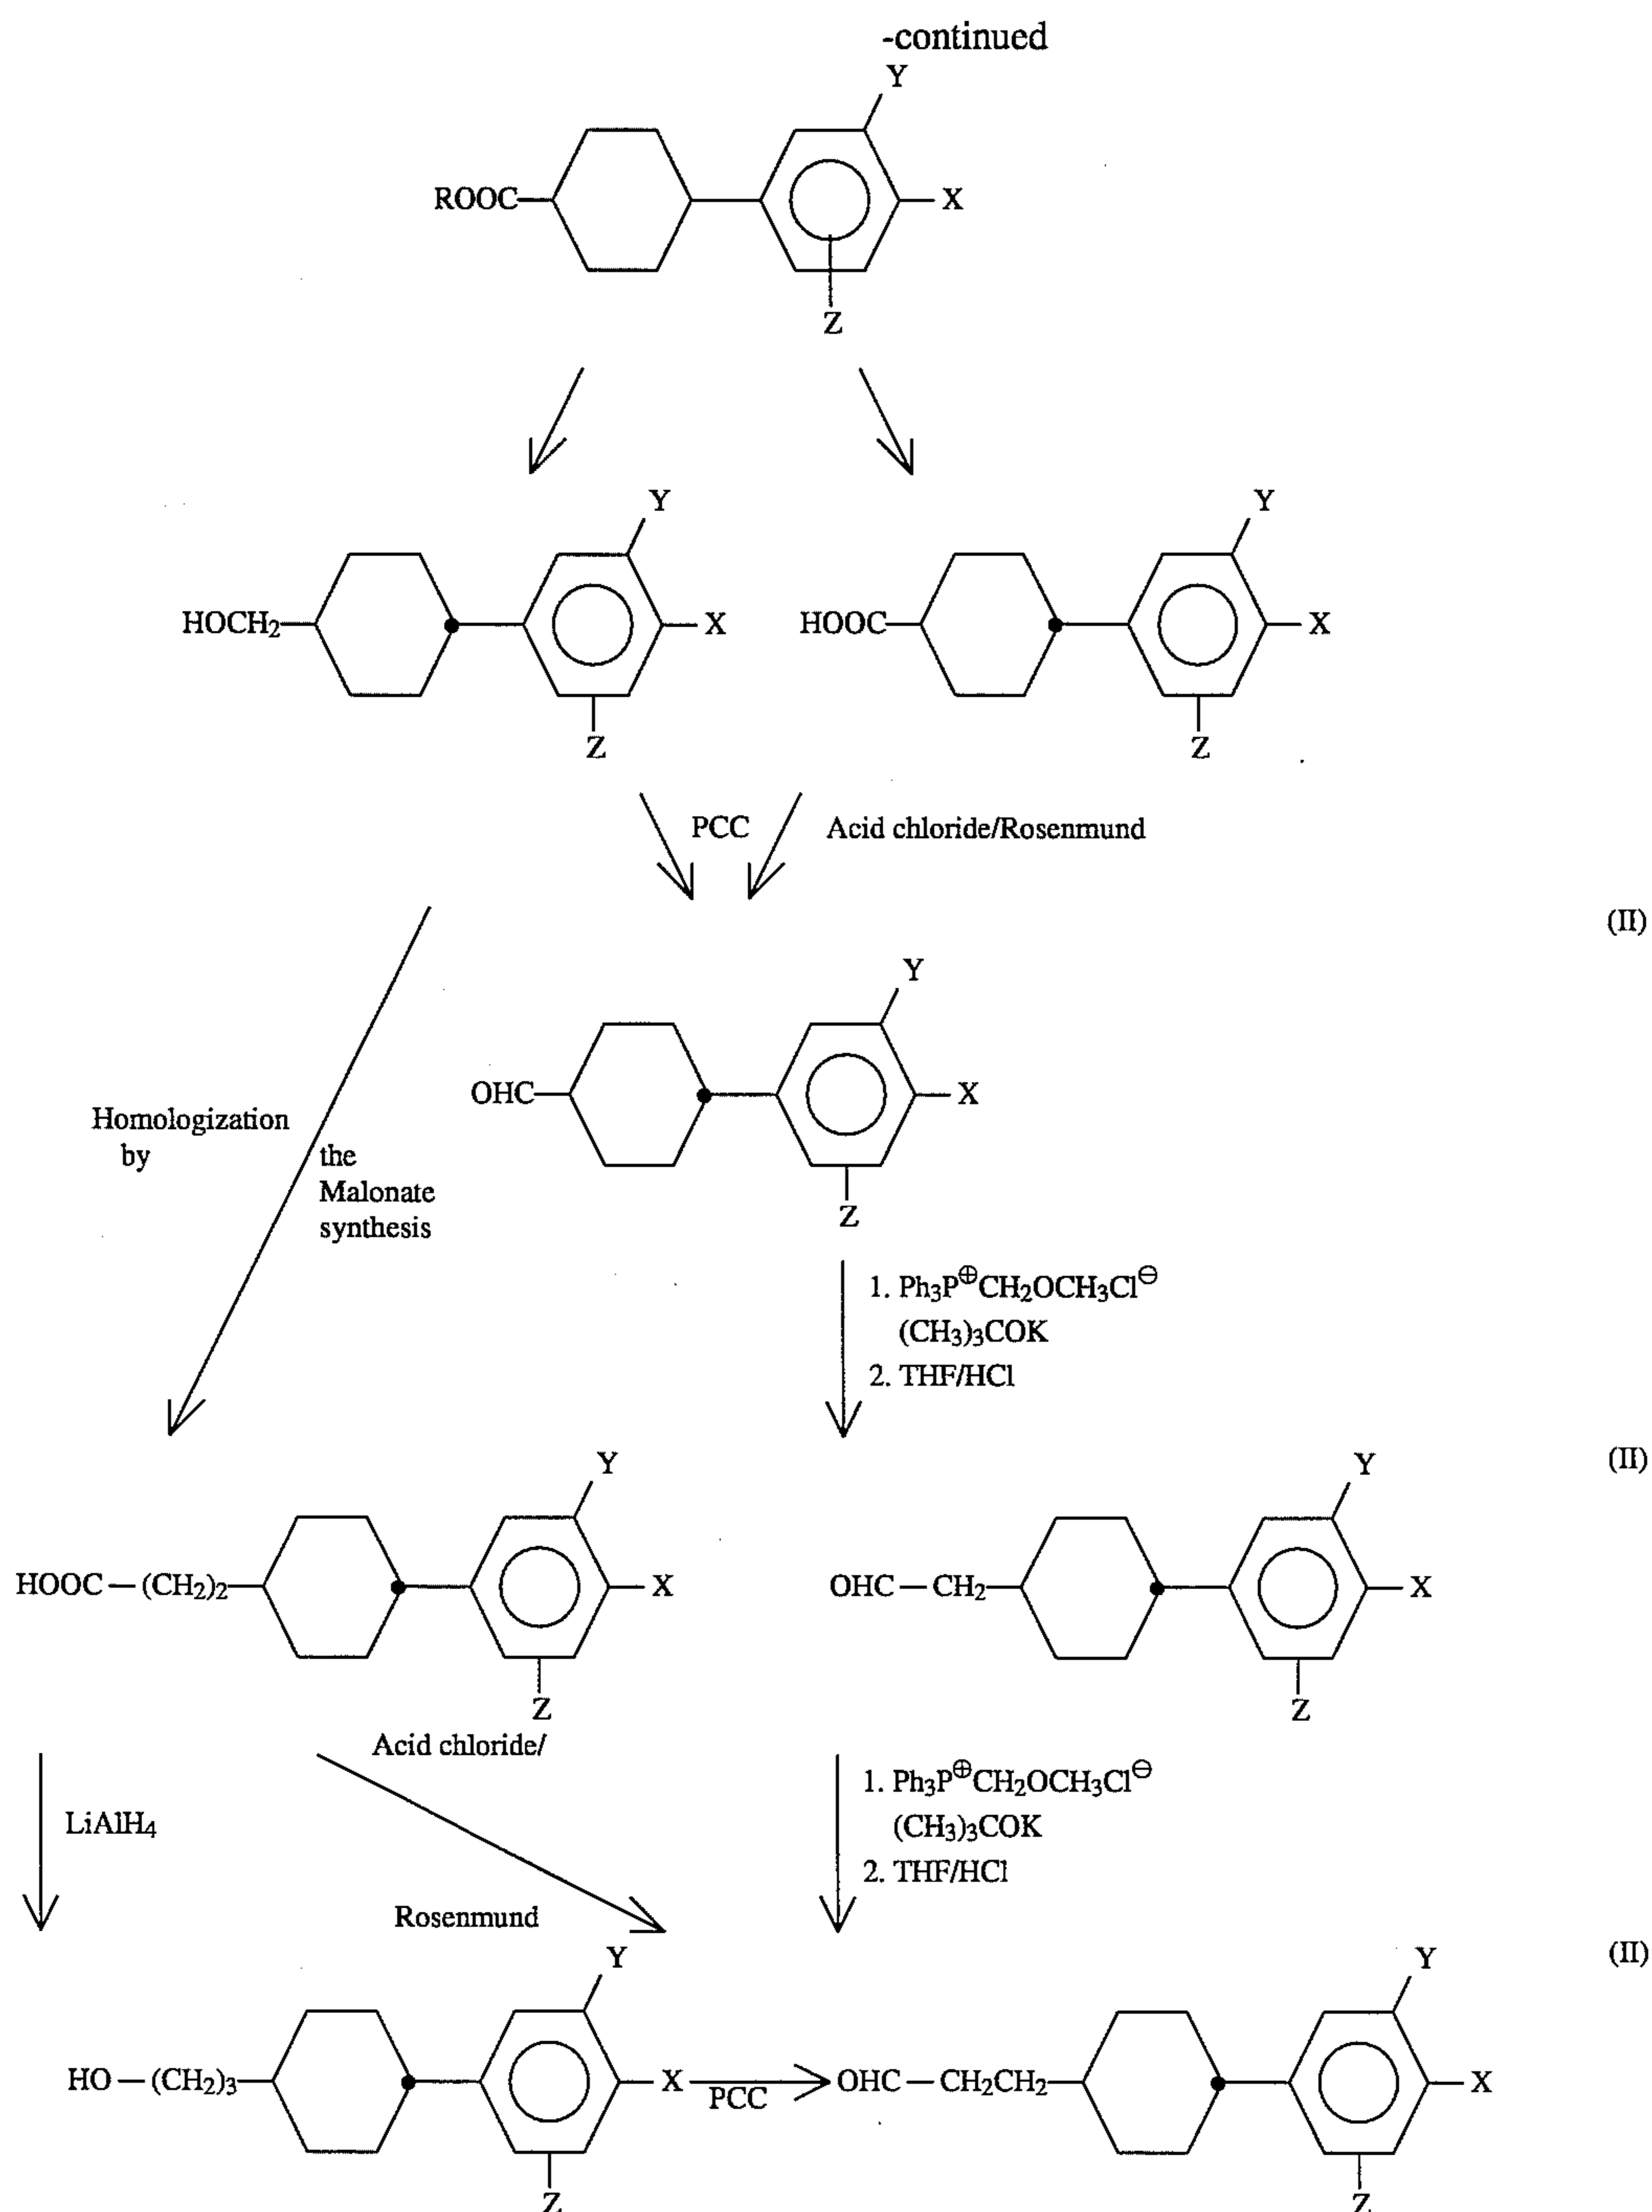 -continued
Y
ROOC
X
Z
Y
HOCH2
X
Z
Y
HOOC
X
Z
PCC
Acid chloride/Rosenmund
(II)
Y
OHC
X
Z
Homologization
by
the
Malonate
synthesis
1. Ph3P⊕CH2OCH3Cl⊖
(CH3)3COK
2. THF/HCl
(II)
Y
HOOC—(CH2)2
X
Z
Y
OHC—CH2
X
Z
Acid chloride/
LiAlH4
Rosenmund
1. Ph3P⊕CH2OCH3Cl⊖
(CH3)3COK
2. THF/HCl
(II)
Y
HO—(CH2)3
X
Z
PCC
Y
OHC—CH2CH2
X
Z